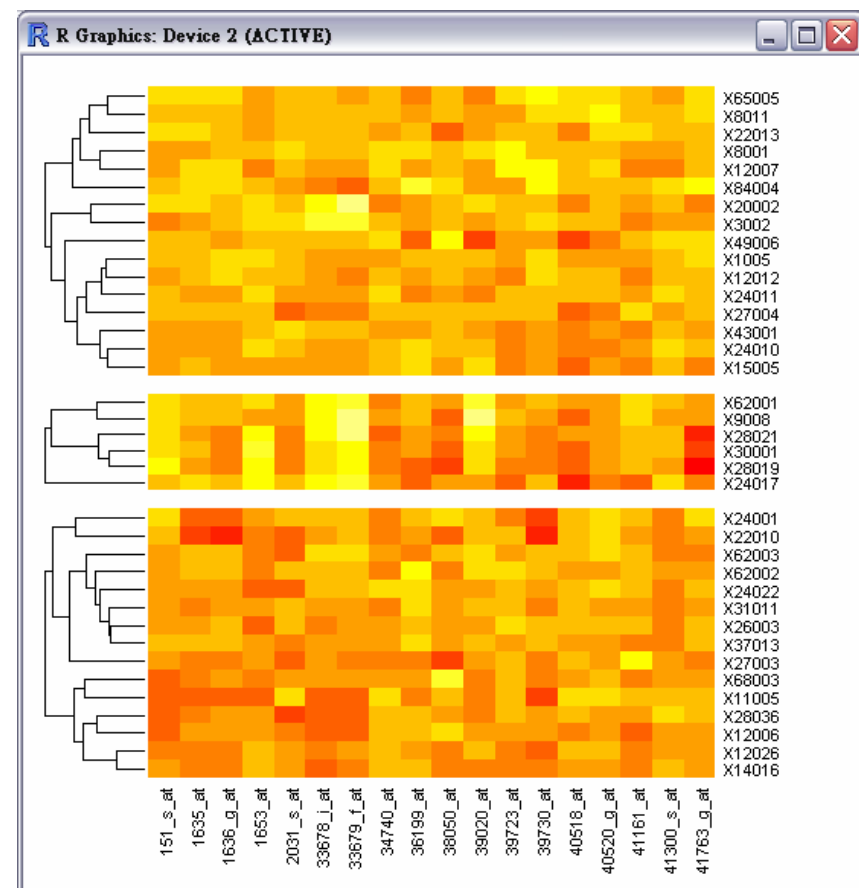 R Graphics: Device 2 (ACTIVE)
X65005
X8011
X22013
X8001
X12007
X84004
X20002
X3002
X49006
X1005
X12012
X24011
X27004
X43001
X24010
X15005
X62001
X9008
X28021
X30001
X28019
X24017
X24001
X22010
X62003
X62002
X24022
X31011
X26003
X37013
X27003
X68003
X11005
X28036
X12006
X12026
X14016
151_s_at
1635_at
1636_g_at
1653_at
2031_s_at
33678_i_at
33679_f_at
34740_at
36199_at
38050_at
39020_at
39723_at
39730_at
40518_at
40520_g_at
41161_at
41300_s_at
41763_g_at